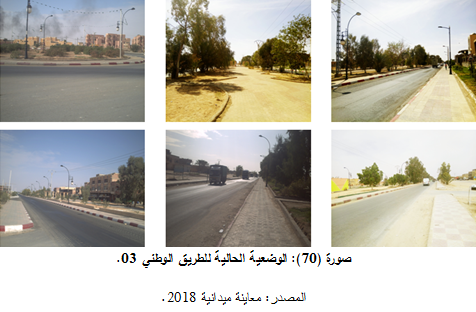 صورة (70): الوضعية الحالية للطريق الوطني 03.
المصدر: معاينة ميدانية 2018.